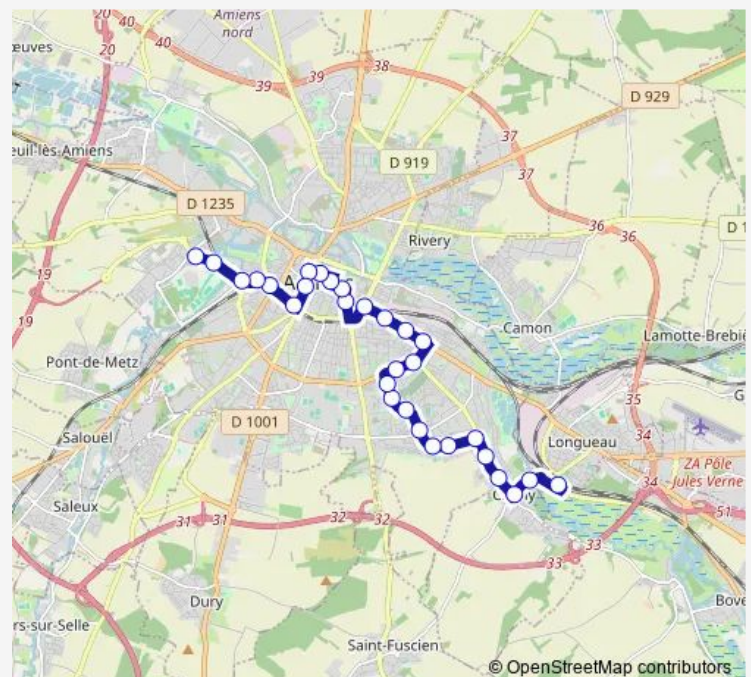 Amiens
nord
20
40
40
20
39
39
38
D 929
37
37
D 919
euil-lès-Amiens
D 1235
36
36
D 1
Rivery
19
19
Camon
Lamotte-Brebiè
Pont-de-Metz
35
D 1001
34
Longueau
Salouël
ZA Pôle
Jules Verne
34
51
Saleux
31
31
32
32
33
33
Dury
Bove
rs-sur-Selle
Saint-Fuscien
© OpenStreetMap contributors